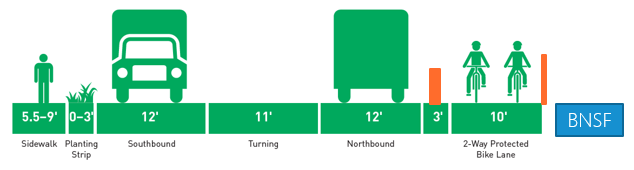 5.5–9'
0–3'
12'
11'
12'
3'
10'
BNSF
Sidewalk
Planting
Strip
Southbound
Turning
Northbound
2-Way Protected
Bike Lane